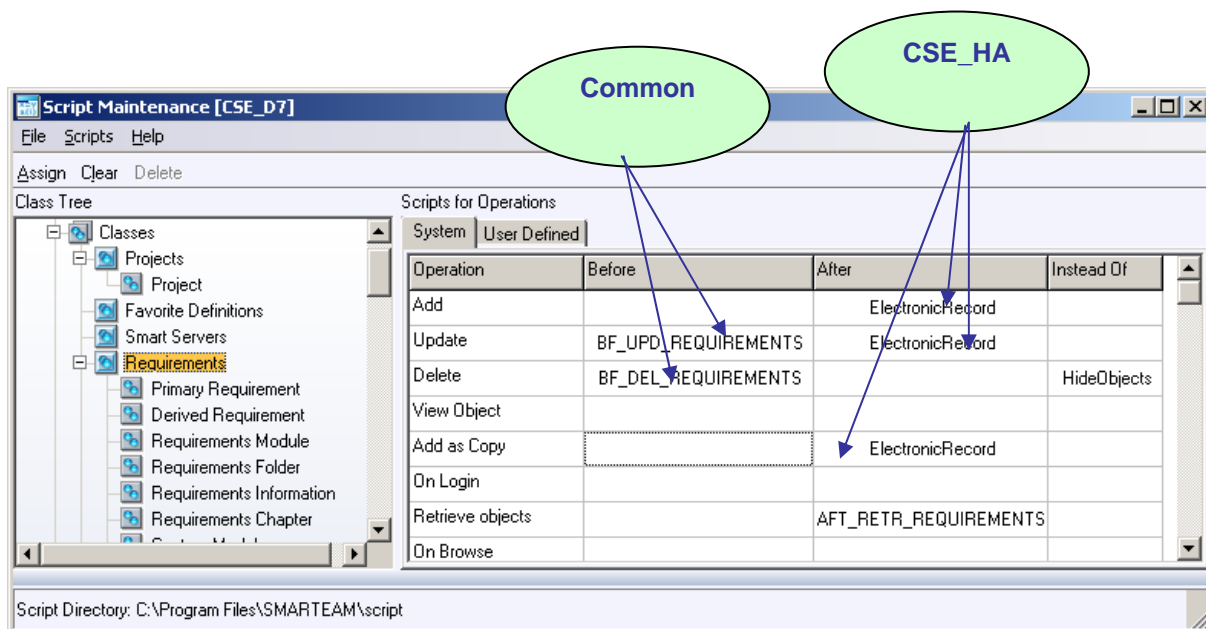 CSE_HA
Common
Script Maintenance [CSE_D7]
File Scripts Help
Assign Clear Delete
Class Tree
Scripts for Operations
Classes
Projects
Project
Favorite Definitions
Smart Servers
Requirements
Primary Requirement
Derived Requirement
Requirements Module
Requirements Folder
Requirements Information
Requirements Chapter
System User Defined
Operation Before After Instead Of
Add ElectronicRecord
Update BF_UPD_REQUIREMENTS ElectronicRecord
Delete BF_DEL_REQUIREMENTS HideObjects
View Object
Add as Copy ElectronicRecord
On Login
Retrieve objects AFT_RETR_REQUIREMENTS
On Browse
Script Directory: C:\Program Files\SMARTEAM\script